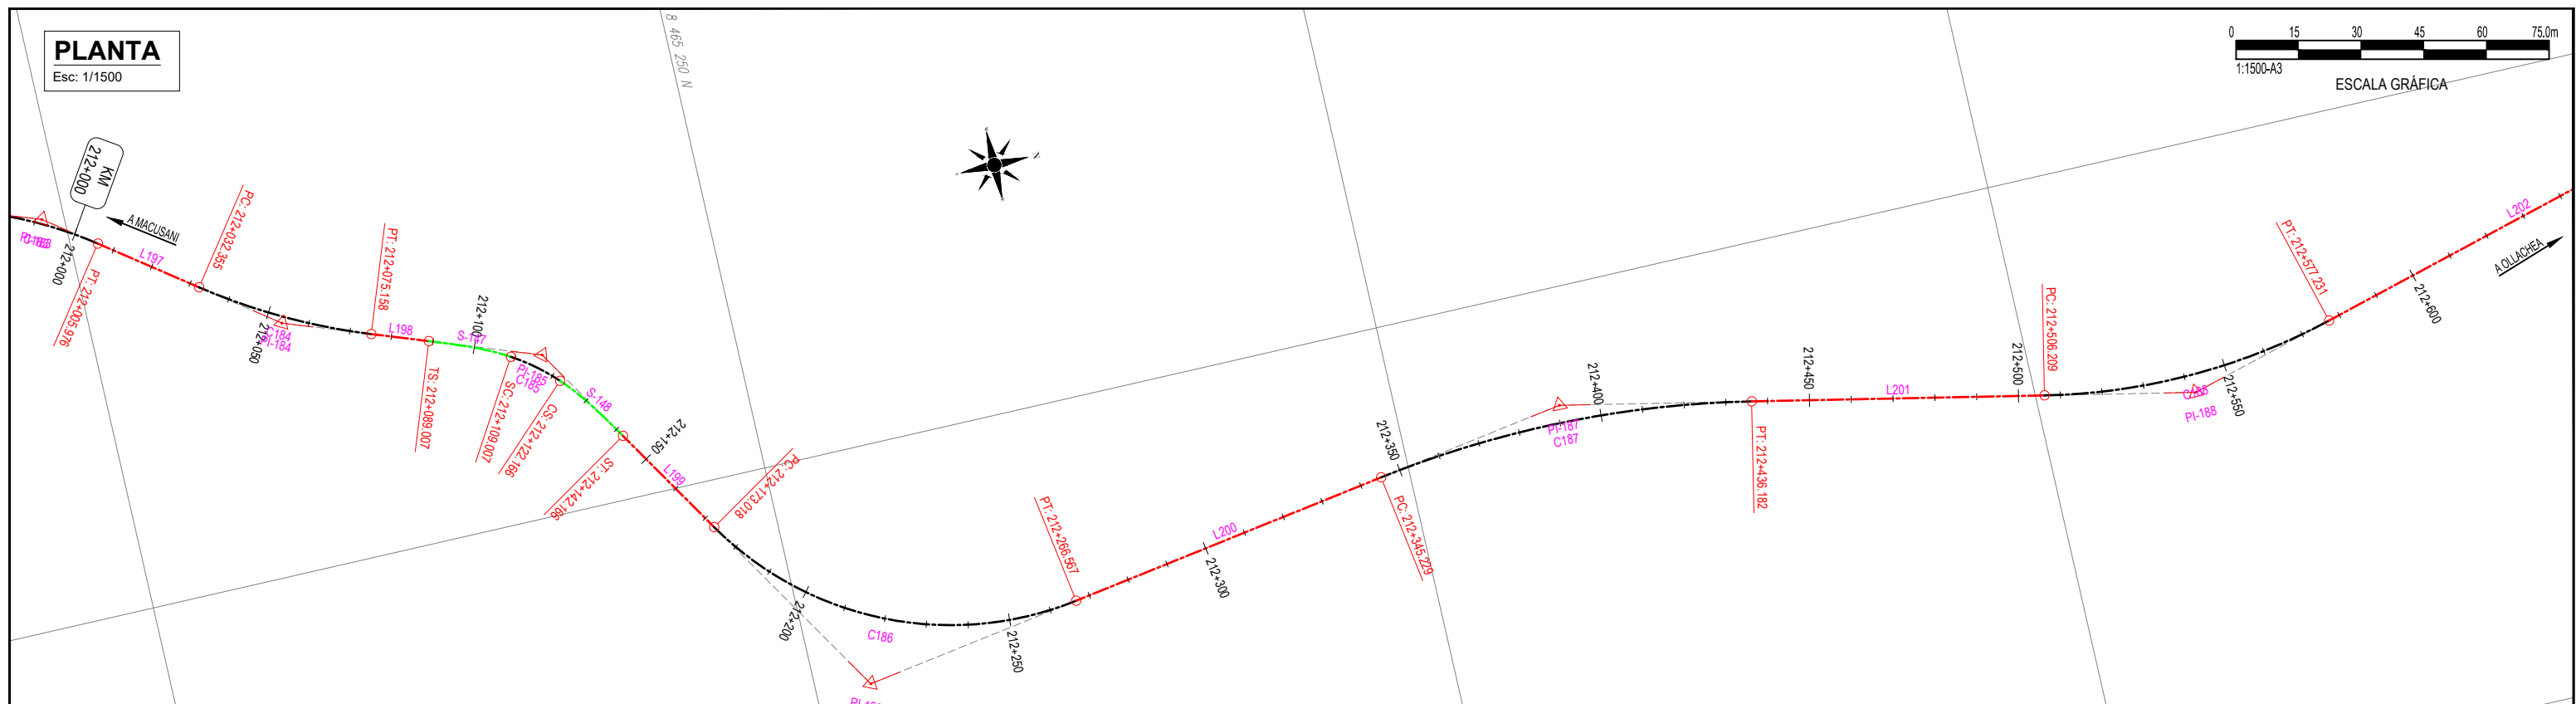 PLANTA
Esc: 1/1500
8 465 250 N
0 15 30 45 60 75.0m
1:1500-A3
ESCALA GRÁFICA
KM
212+000
A MACUSANI
212+000
PT: 212+005.976
L197
PC: 212+032.355
C184
PI-184
212+050
PT: 212+075.158
L198
TS: 212+089.007
S-147
212+100
SC: 212+109.007
PI-185
C185
CS: 212+122.166
S-148
ST: 212+142.166
212+150
L199
PC: 212+173.018
212+200
C186
212+250
PT: 212+266.567
L200
212+300
212+350
PC: 212+345.229
PI-187
C187
212+400
PT: 212+436.182
212+450
L201
212+500
PC: 212+506.209
PI-188
212+550
PT: 212+577.231
212+600
L202
A OLLACHEA
N